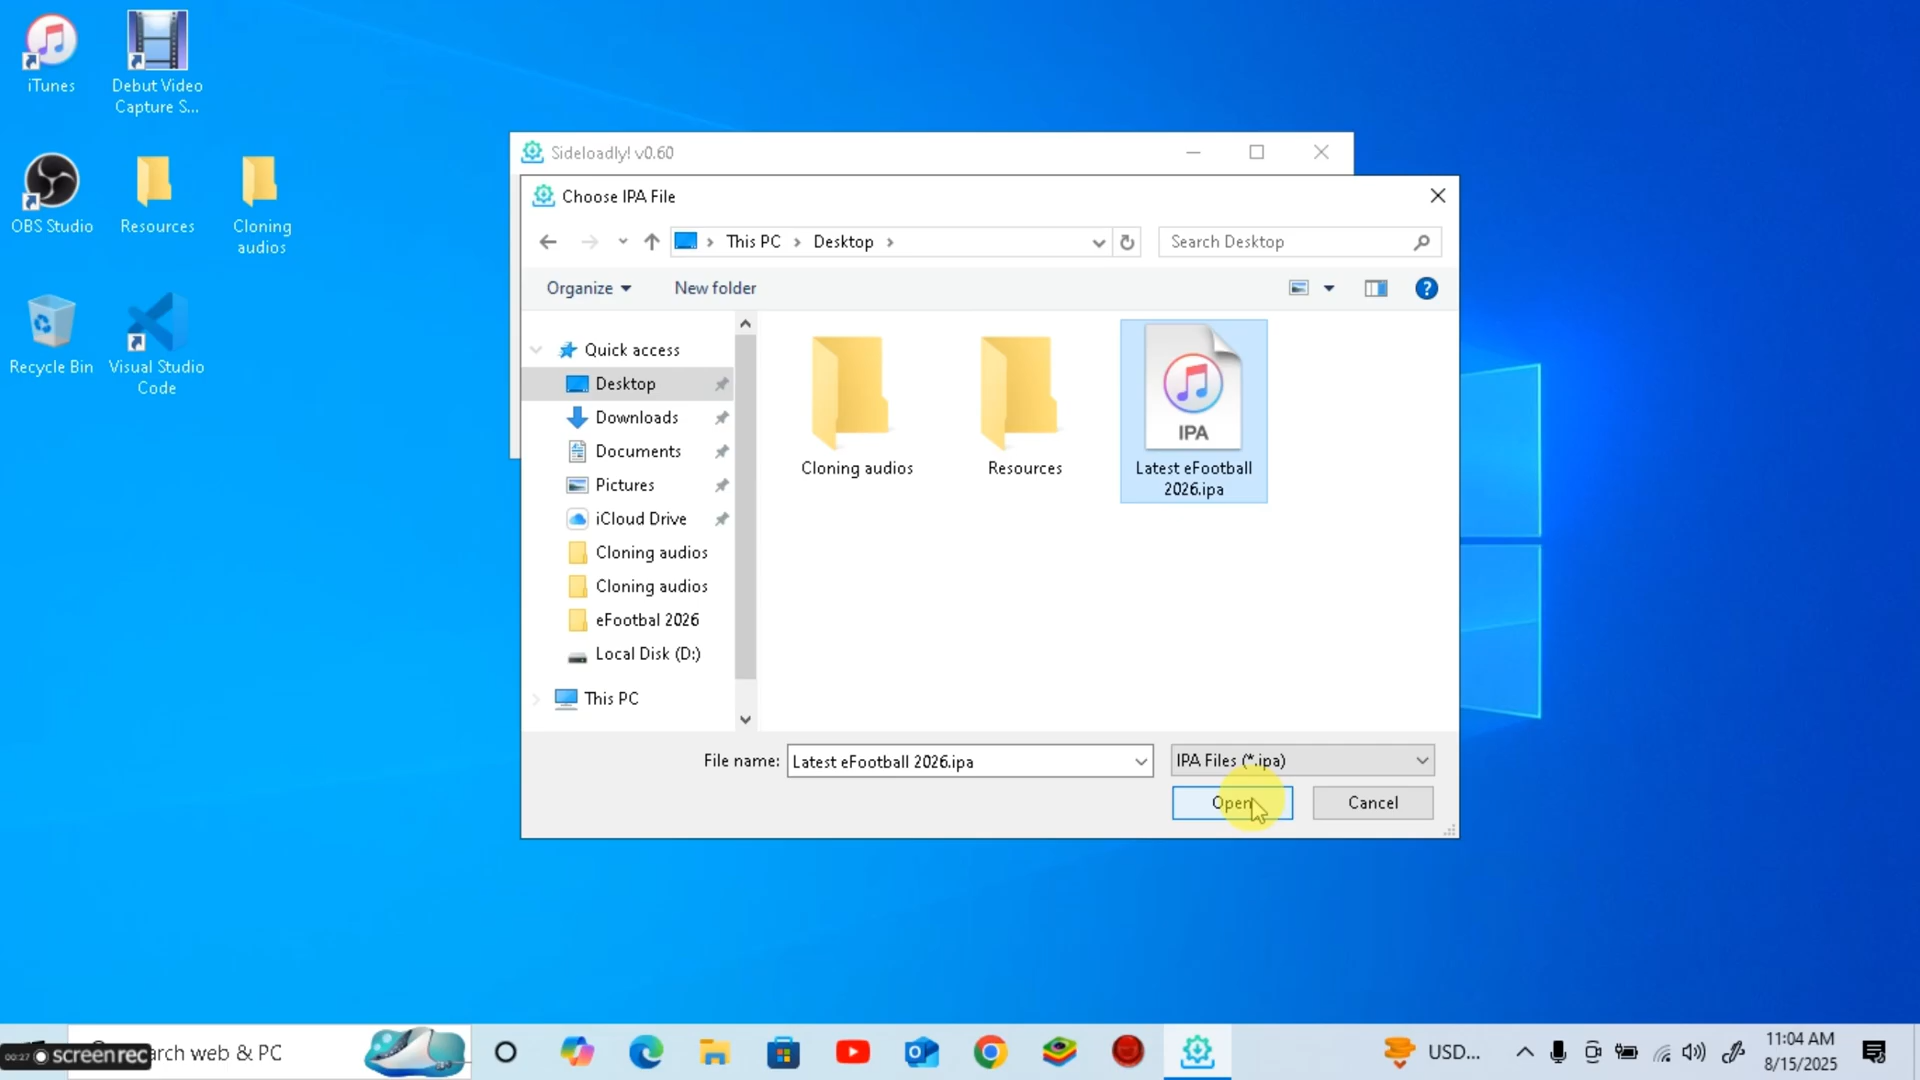 iTunes
Debut Video
Capture S...
OBS Studio
Resources
Cloning
audios
Recycle Bin
Visual Studio
Code
Sideloadly! v0.60
Choose IPA File
This PC
Desktop
Search Desktop
Organize
New folder
?
Quick access
Desktop
Downloads
Documents
Pictures
iCloud Drive
Cloning audios
Cloning audios
eFootbal 2026
Local Disk (D:)
This PC
Cloning audios
Resources
IPA
Latest eFootball
2026.ipa
File name:
Latest eFootball 2026.ipa
IPA Files (*.ipa)
Open
Cancel
00:27
screenrec
arch web & PC
USD...
11:04 AM
8/15/2025